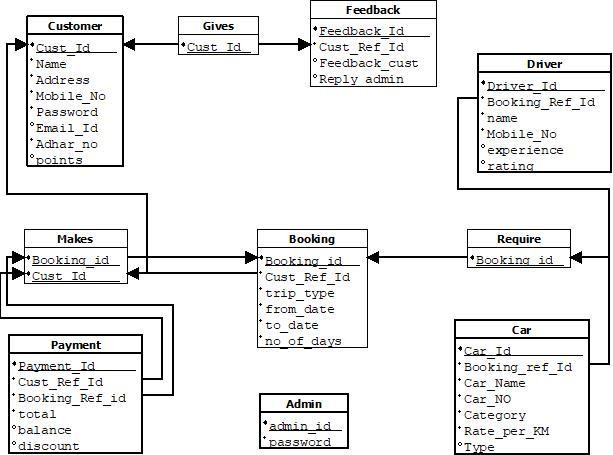 Customer
Cust_Id
Name
Address
Mobile_No
Password
Email_Id
Adhar_no
points
Gives
Cust_Id
Feedback
Feedback_Id
Cust_Ref_Id
Feedback_cust
Reply_admin
Driver
Driver_Id
Booking_Ref_Id
name
Mobile_No
experience
rating
Makes
Booking_id
Cust_Id
Booking
Booking_id
Cust_Ref_Id
trip_type
from_date
to_date
no_of_days
Require
Booking_id
Payment
Payment_Id
Cust_Ref_Id
Booking_Ref_id
total
balance
discount
Admin
admin_id
password
Car
Car_Id
Booking_ref_Id
Car_Name
Car_NO
Category
Rate_per_KM
Type